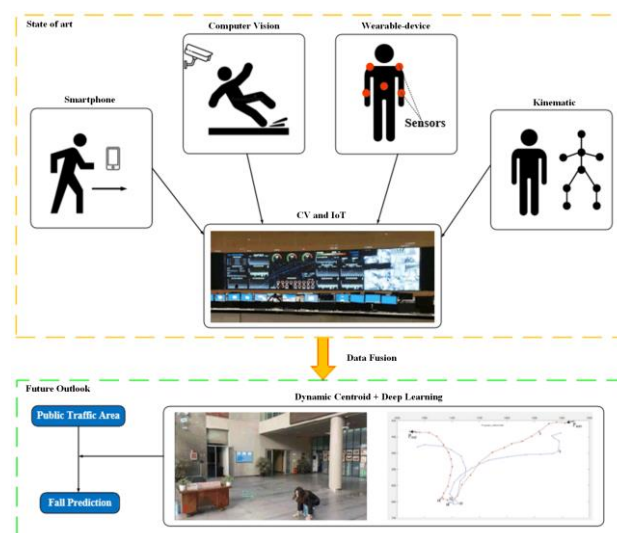 State of art
Computer Vision
Wearable-device
Smartphone
Kinematic
Sensors
CV and IoT
Data Fusion
Future Outlook
Dynamic Centroid + Deep Learning
Public Traffic Area
Fall Prediction